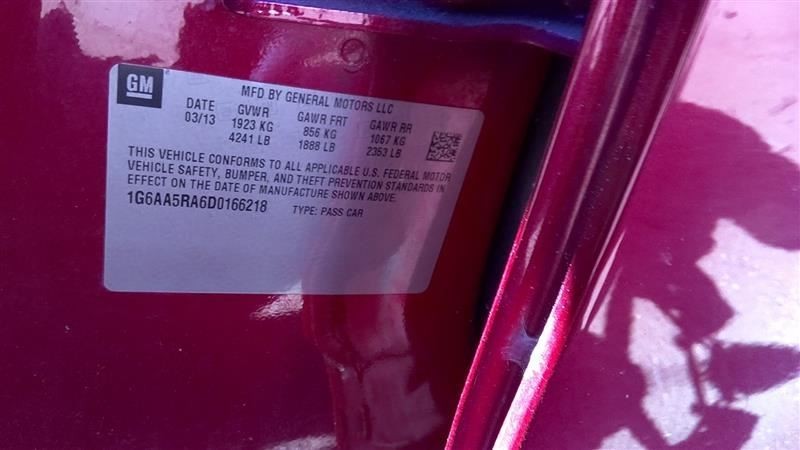 GM
MFD BY GENERAL MOTORS LLC
DATE GVWR GAWR FRT GAWR RR
03/13 1923 KG 856 KG 1067 KG
4241 LB 1888 LB 2353 LB
THIS VEHICLE CONFORMS TO ALL APPLICABLE U.S. FEDERAL MOTOR
VEHICLE SAFETY, BUMPER, AND THEFT PREVENTION STANDARDS IN
EFFECT ON THE DATE OF MANUFACTURE SHOWN ABOVE.
1G6AA5RA6D0166218 TYPE: PASS CAR